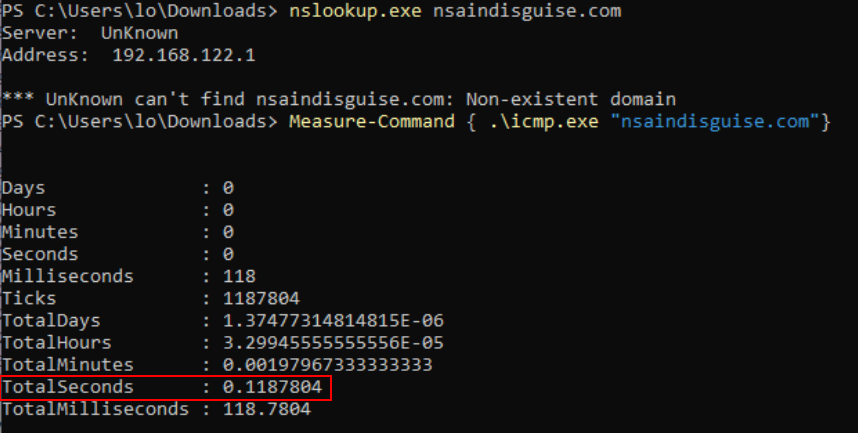 PS C:\Users\lo\Downloads> nslookup.exe nsaindisguise.com
Server:  UnKnown
Address:  192.168.122.1
*** UnKnown can't find nsaindisguise.com: Non-existent domain
PS C:\Users\lo\Downloads> Measure-Command { .\icmp.exe "nsaindisguise.com"}
Days              : 0
Hours             : 0
Minutes           : 0
Seconds           : 0
Milliseconds      : 118
Ticks             : 1187804
TotalDays         : 1.37477314814815E-06
TotalHours        : 3.29945555555556E-05
TotalMinutes      : 0.00197967333333333
TotalSeconds      : 0.1187804
TotalMilliseconds : 118.7804